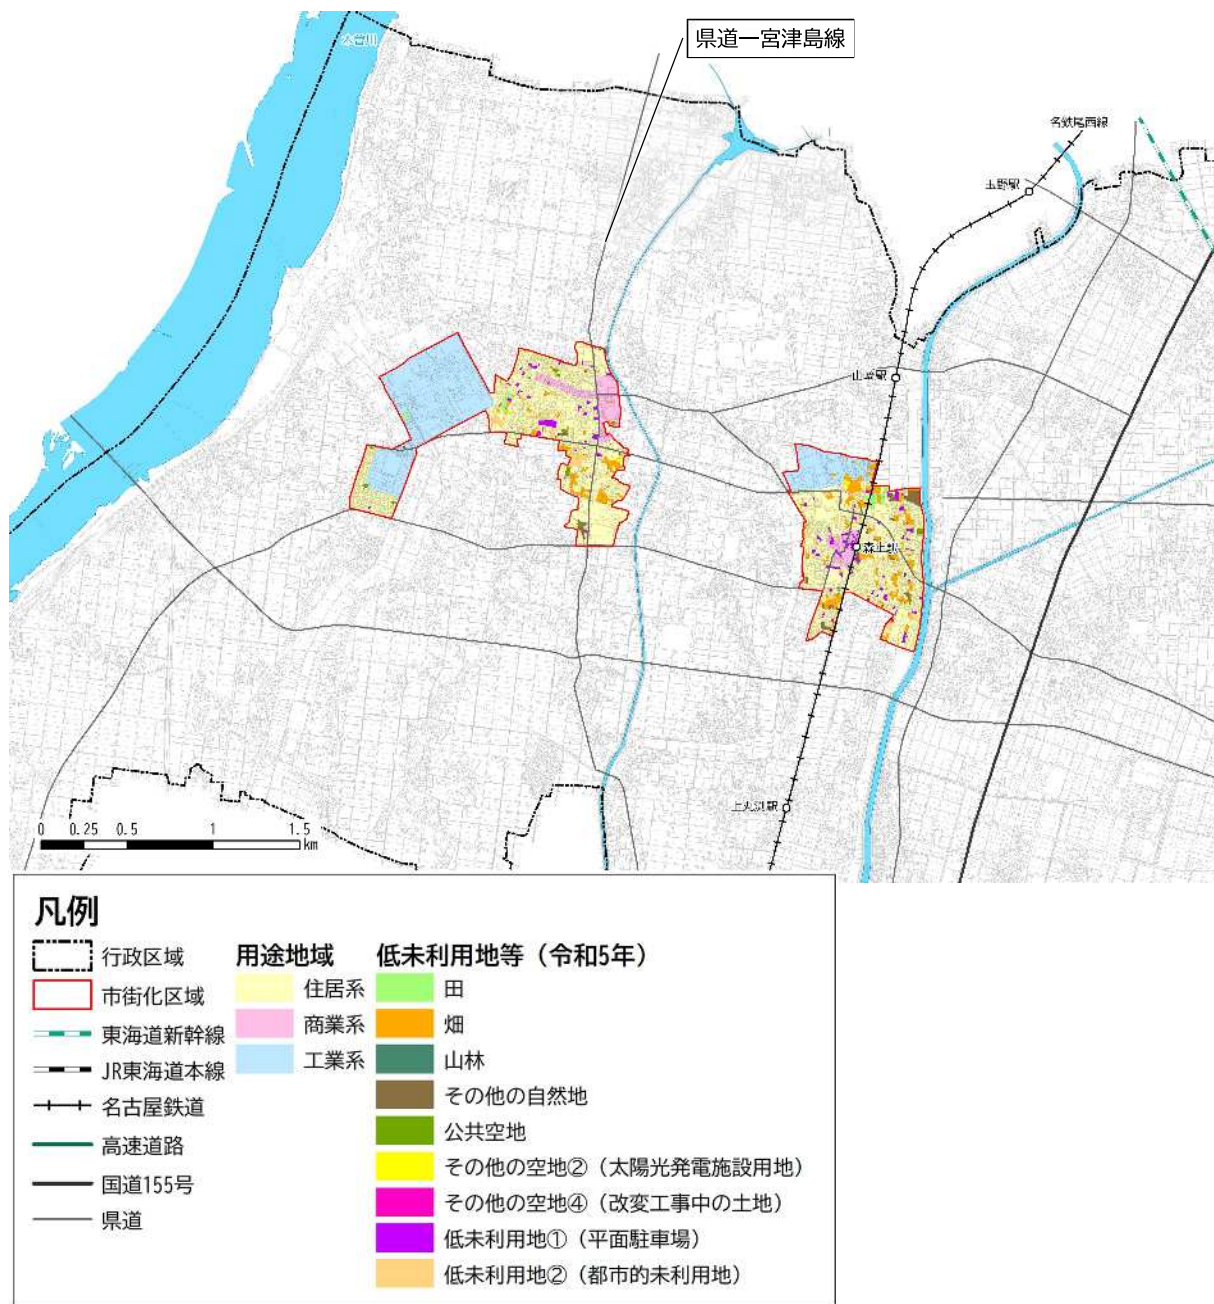 県道一宮津島線
木曽川
名鉄尾西線
玉野駅
山崎駅
森上駅
上丸渕駅
0 0.25 0.5 1 1.5
km
凡例
行政区域
市街化区域
東海道新幹線
JR東海道本線
名古屋鉄道
高速道路
国道155号
県道
用途地域
住居系
商業系
工業系
低未利用地等（令和5年）
田
畑
山林
その他の自然地
公共空地
その他の空地②（太陽光発電施設用地）
その他の空地④（改変工事中の土地）
低未利用地①（平面駐車場）
低未利用地②（都市的未利用地）